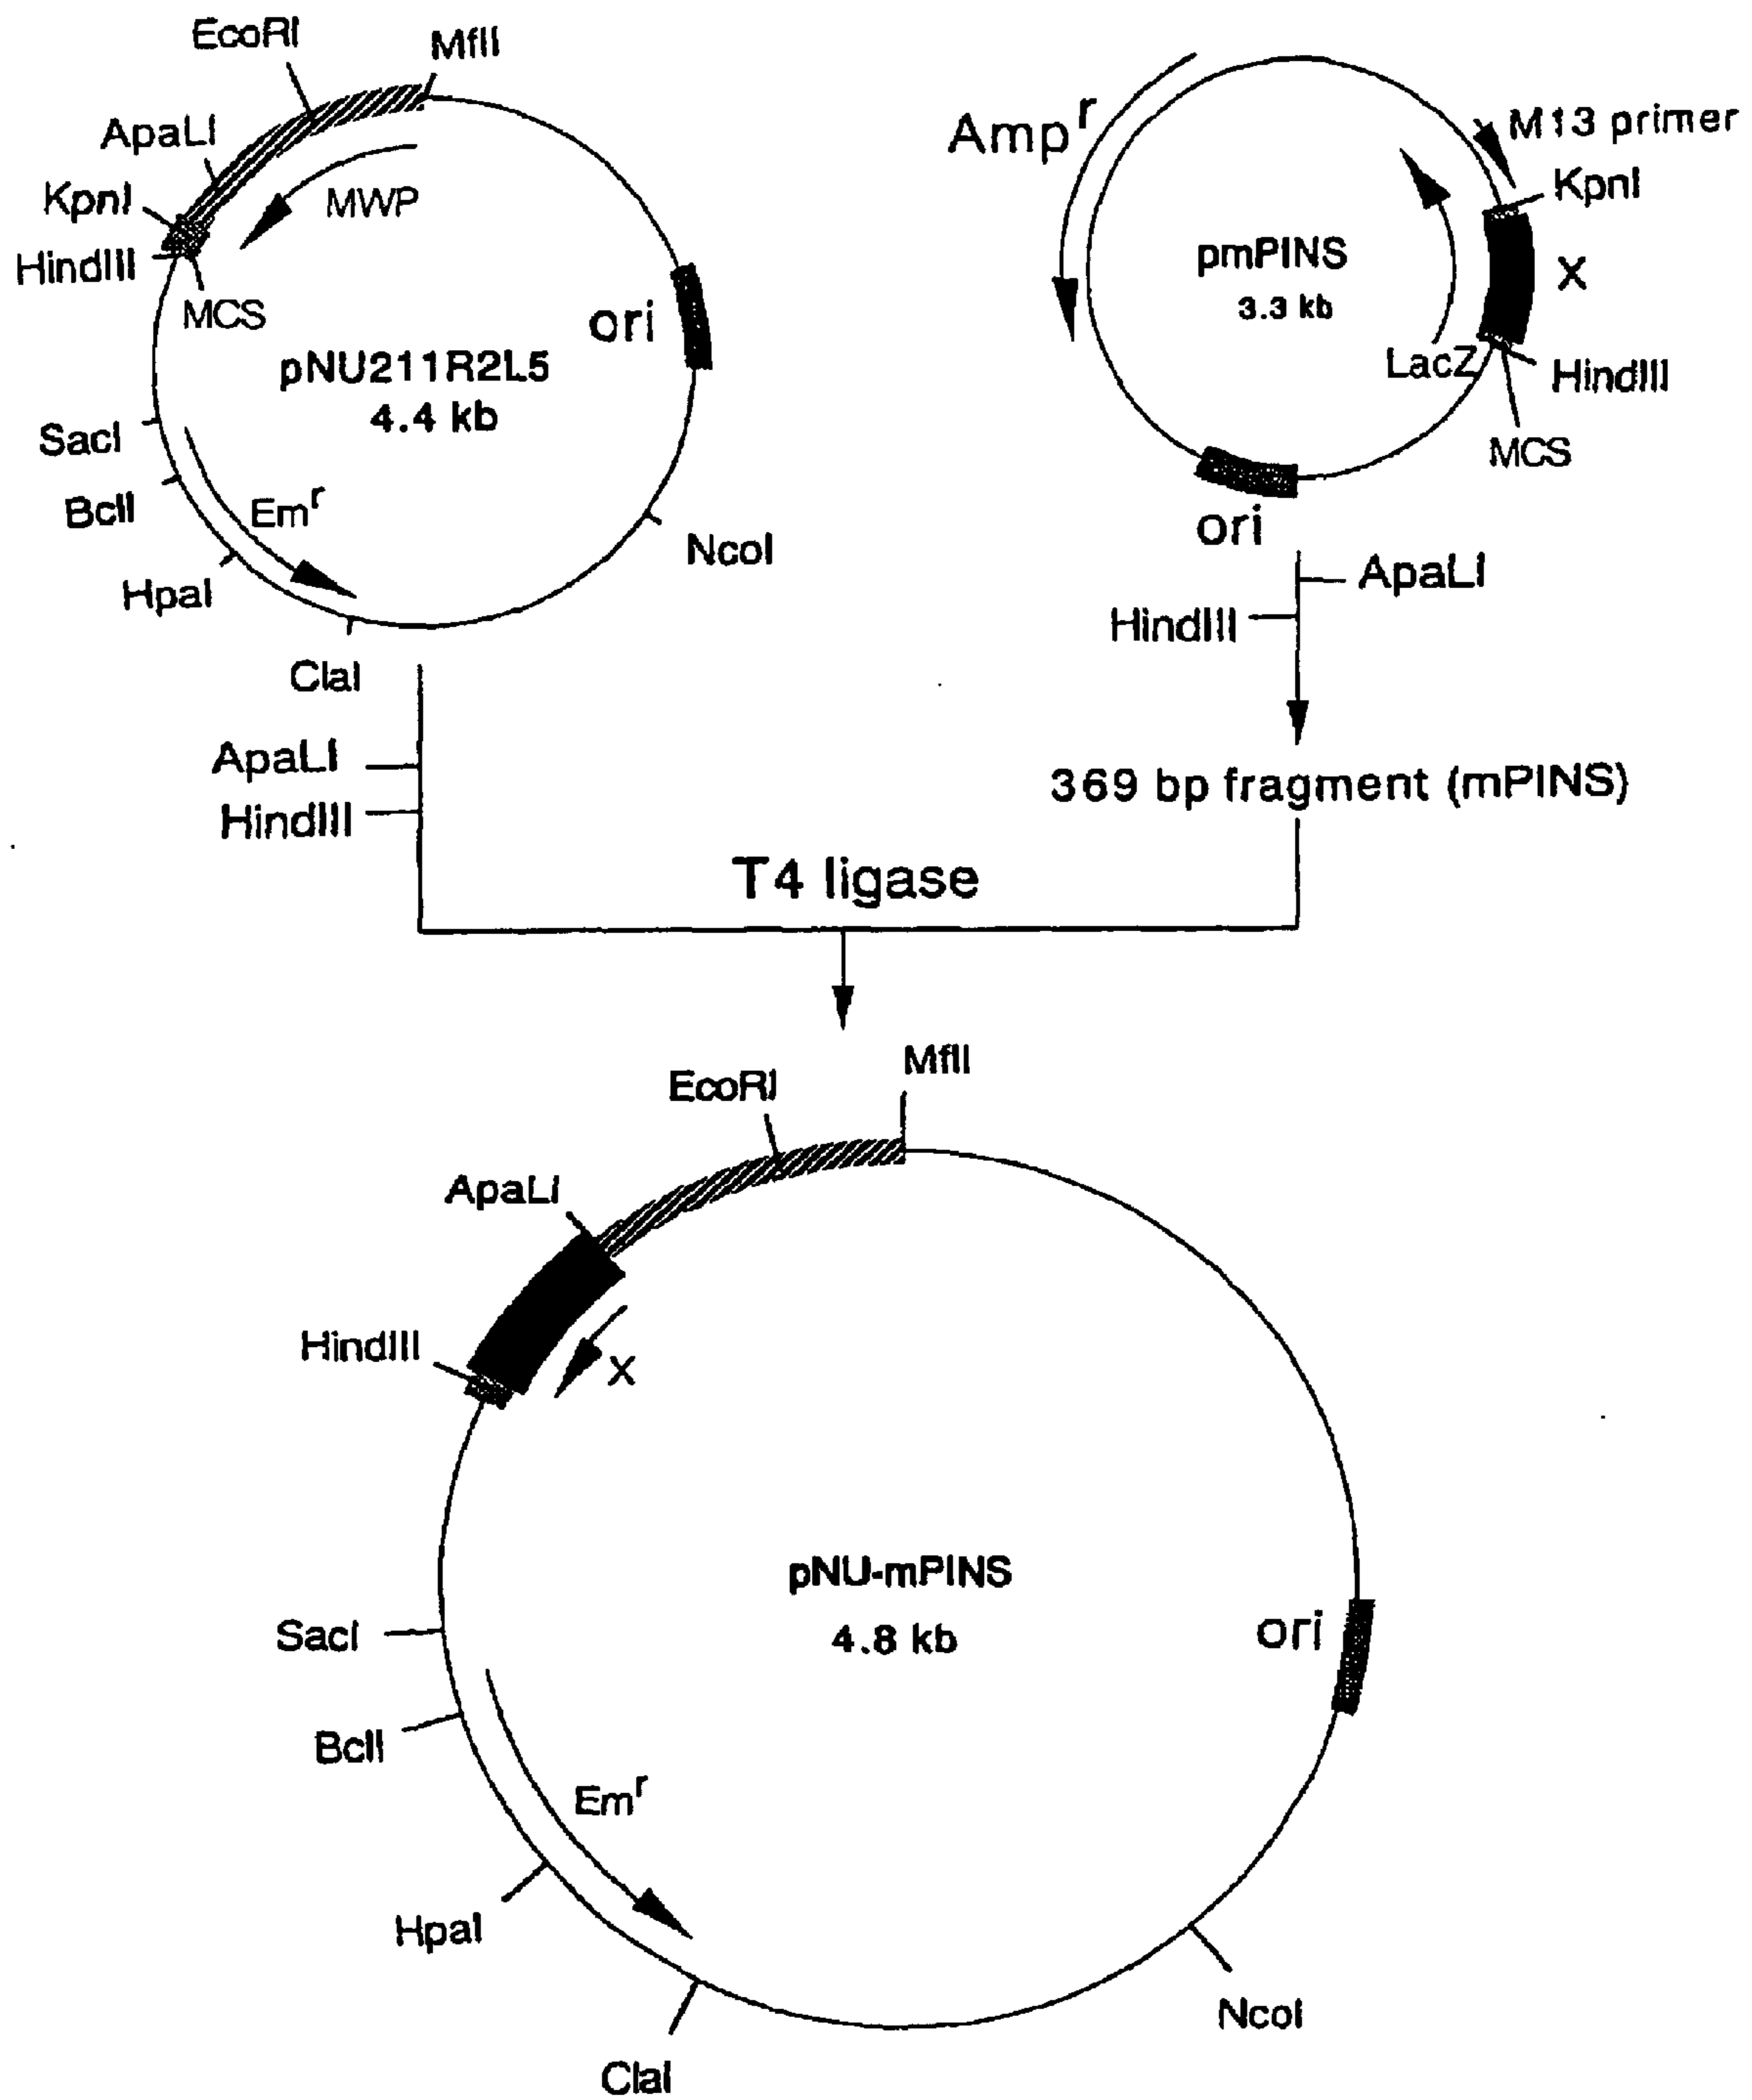 EcoRI
MflI
ApaLI
KpnI
HindIII
MCS
MWP
ori
pNU211R2L5
4.4 kb
SacI
BclI
Em^r
HpaI
NcoI
ClaI
Amp^r
M13 primer
KpnI
pmPINS
3.3 kb
X
LacZ
HindIII
MCS
ori
ApaLI
HindIII
ApaLI
HindIII
369 bp fragment (mPINS)
T4 ligase
EcoRI
MflI
ApaLI
HindIII
X
pNU-mPINS
4.8 kb
SacI
ori
BclI
Em^r
HpaI
NcoI
ClaI